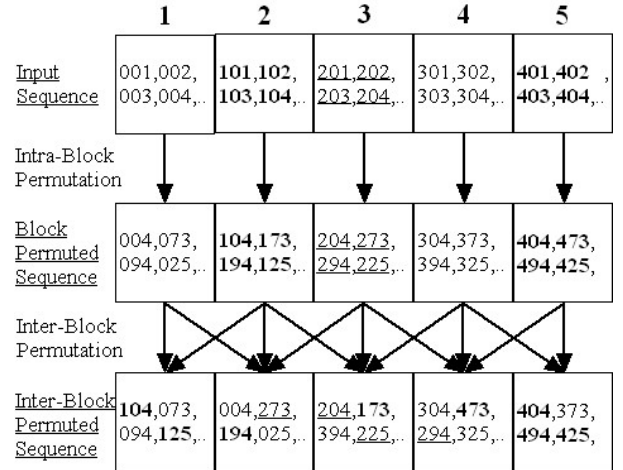 1 2 3 4 5
Input 001,002, 101,102, 201,202, 301,302, 401,402 ,
Sequence 003,004,.. 103,104,.. 203,204,.. 303,304,.. 403,404,..
Intra-Block
Permutation
Block 004,073, 104,173, 204,273, 304,373, 404,473,
Permuted 094,025,.. 194,125,.. 294,225,.. 394,325,.. 494,425,
Sequence
Inter-Block
Permutation
Inter-Block 104,073, 004,273, 204,173, 304,473, 404,373,
Permuted 094,125,.. 194,025,.. 394,225,.. 294,325,.. 494,425,
Sequence